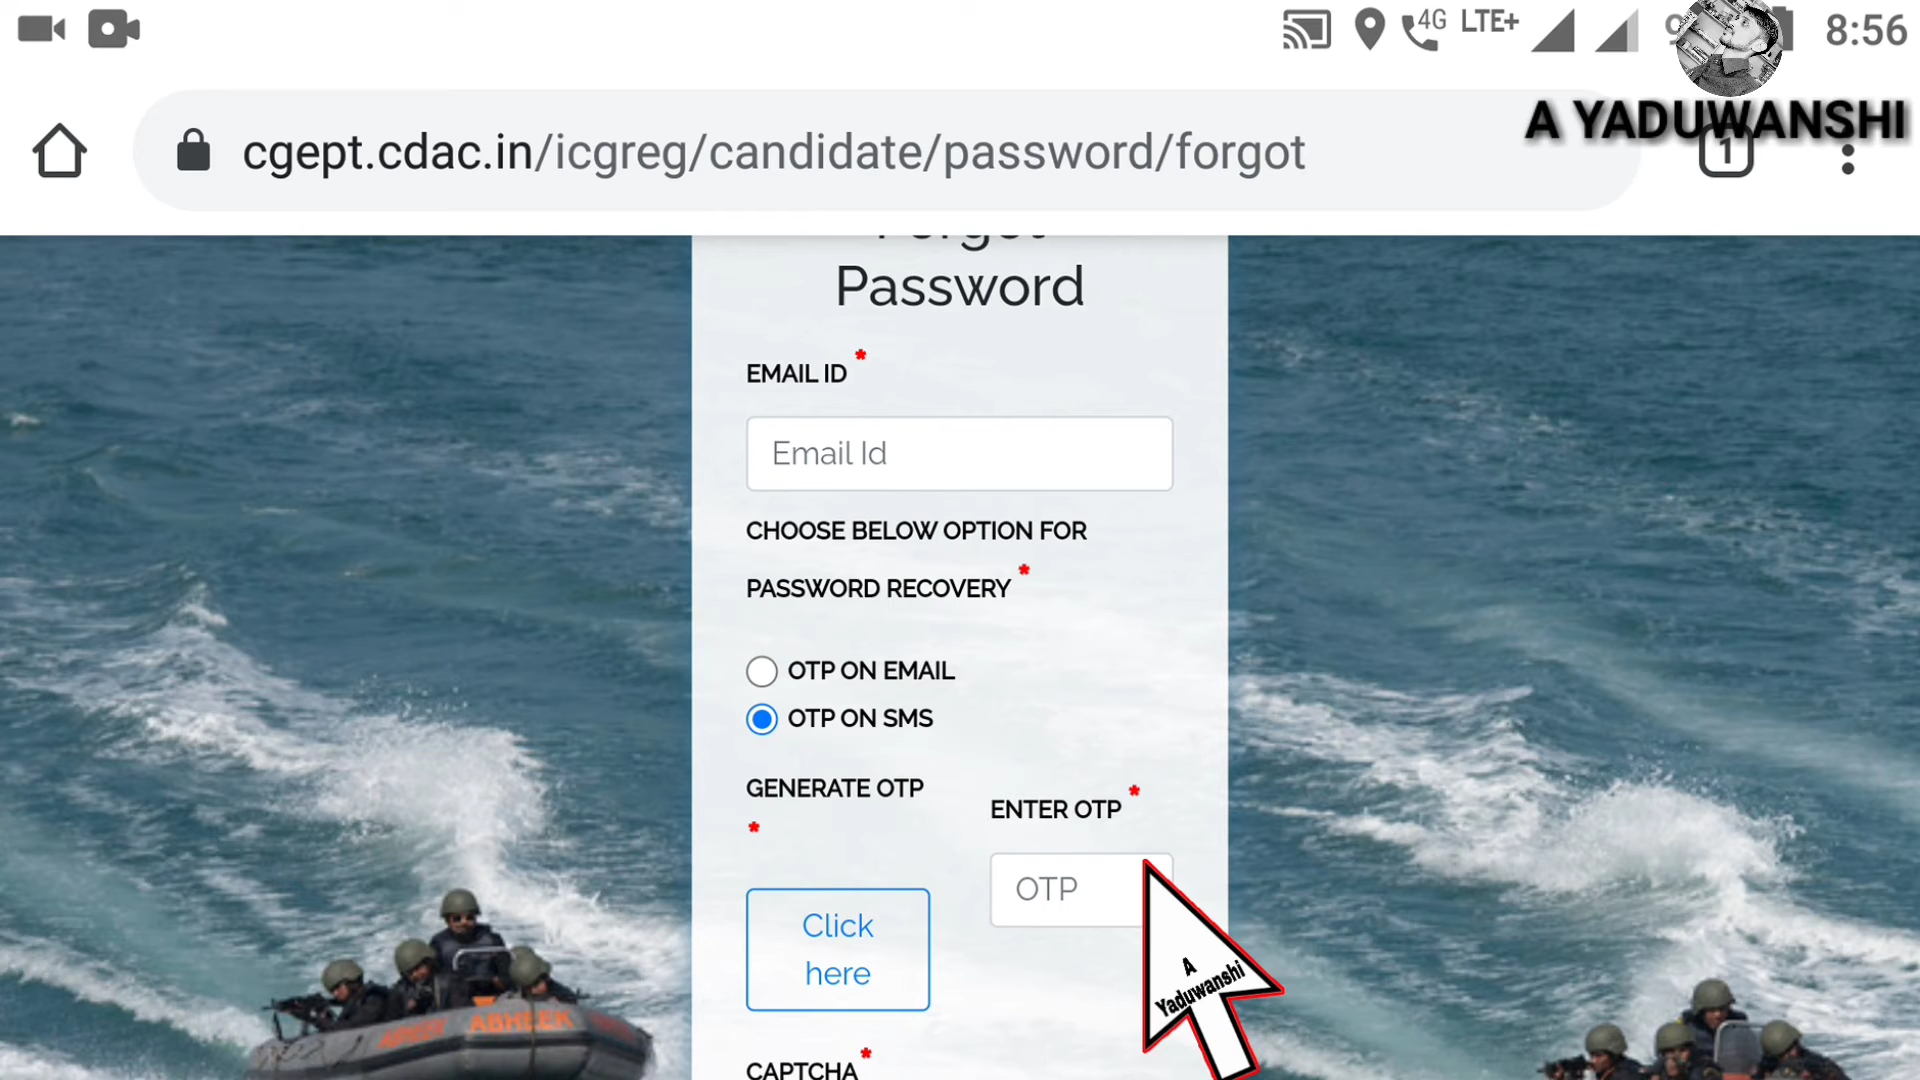 4G LTE+ 8:56
A YADUWANSHI
cgept.cdac.in/icgreg/candidate/password/forgot
1
Forgot
Password
EMAIL ID *
Email Id
CHOOSE BELOW OPTION FOR
PASSWORD RECOVERY *
OTP ON EMAIL
OTP ON SMS
GENERATE OTP
*
ENTER OTP *
OTP
Click
here
A
Yaduwanshi
ABHEEK
CAPTCHA *